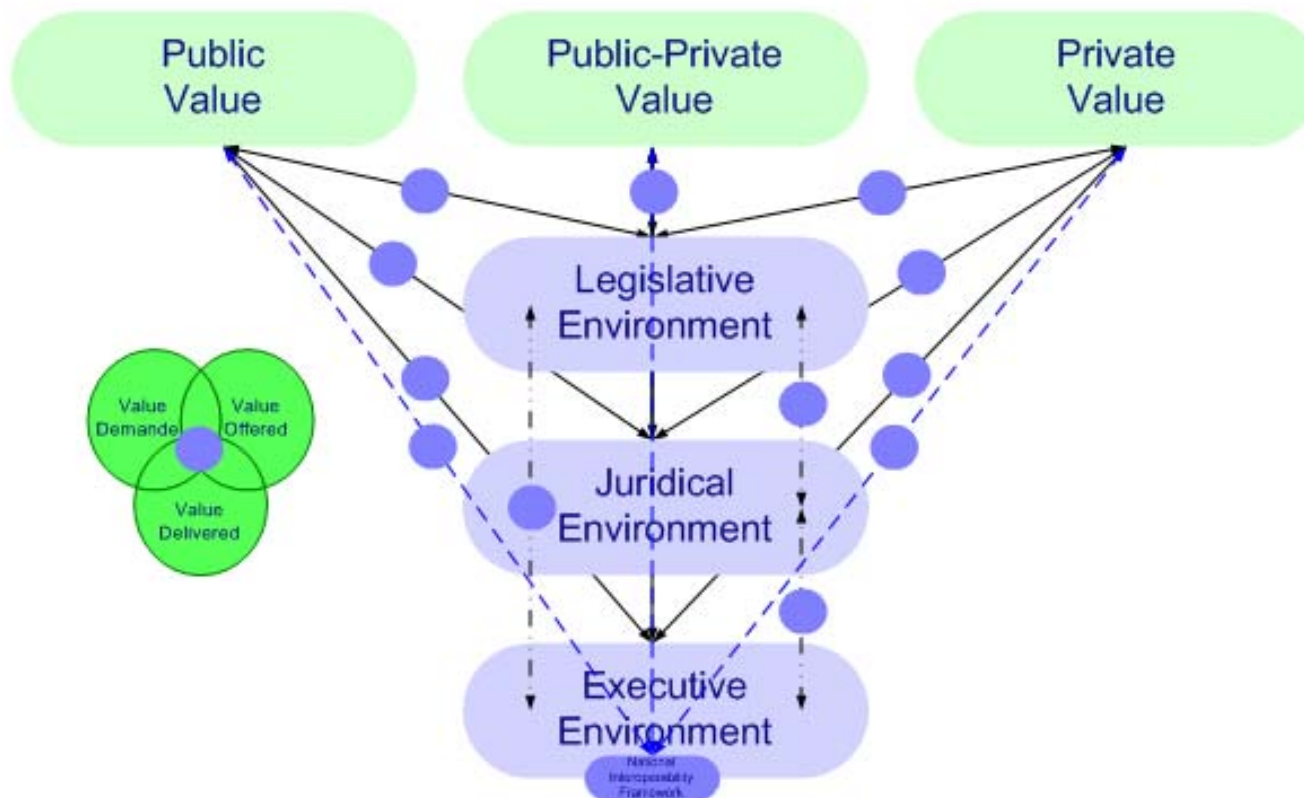 Public
Value
Public-Private
Value
Private
Value
Legislative
Environment
Value
Demande
Value
Offered
Value
Delivered
Juridical
Environment
Executive
Environment
National
Interoperability
Framework